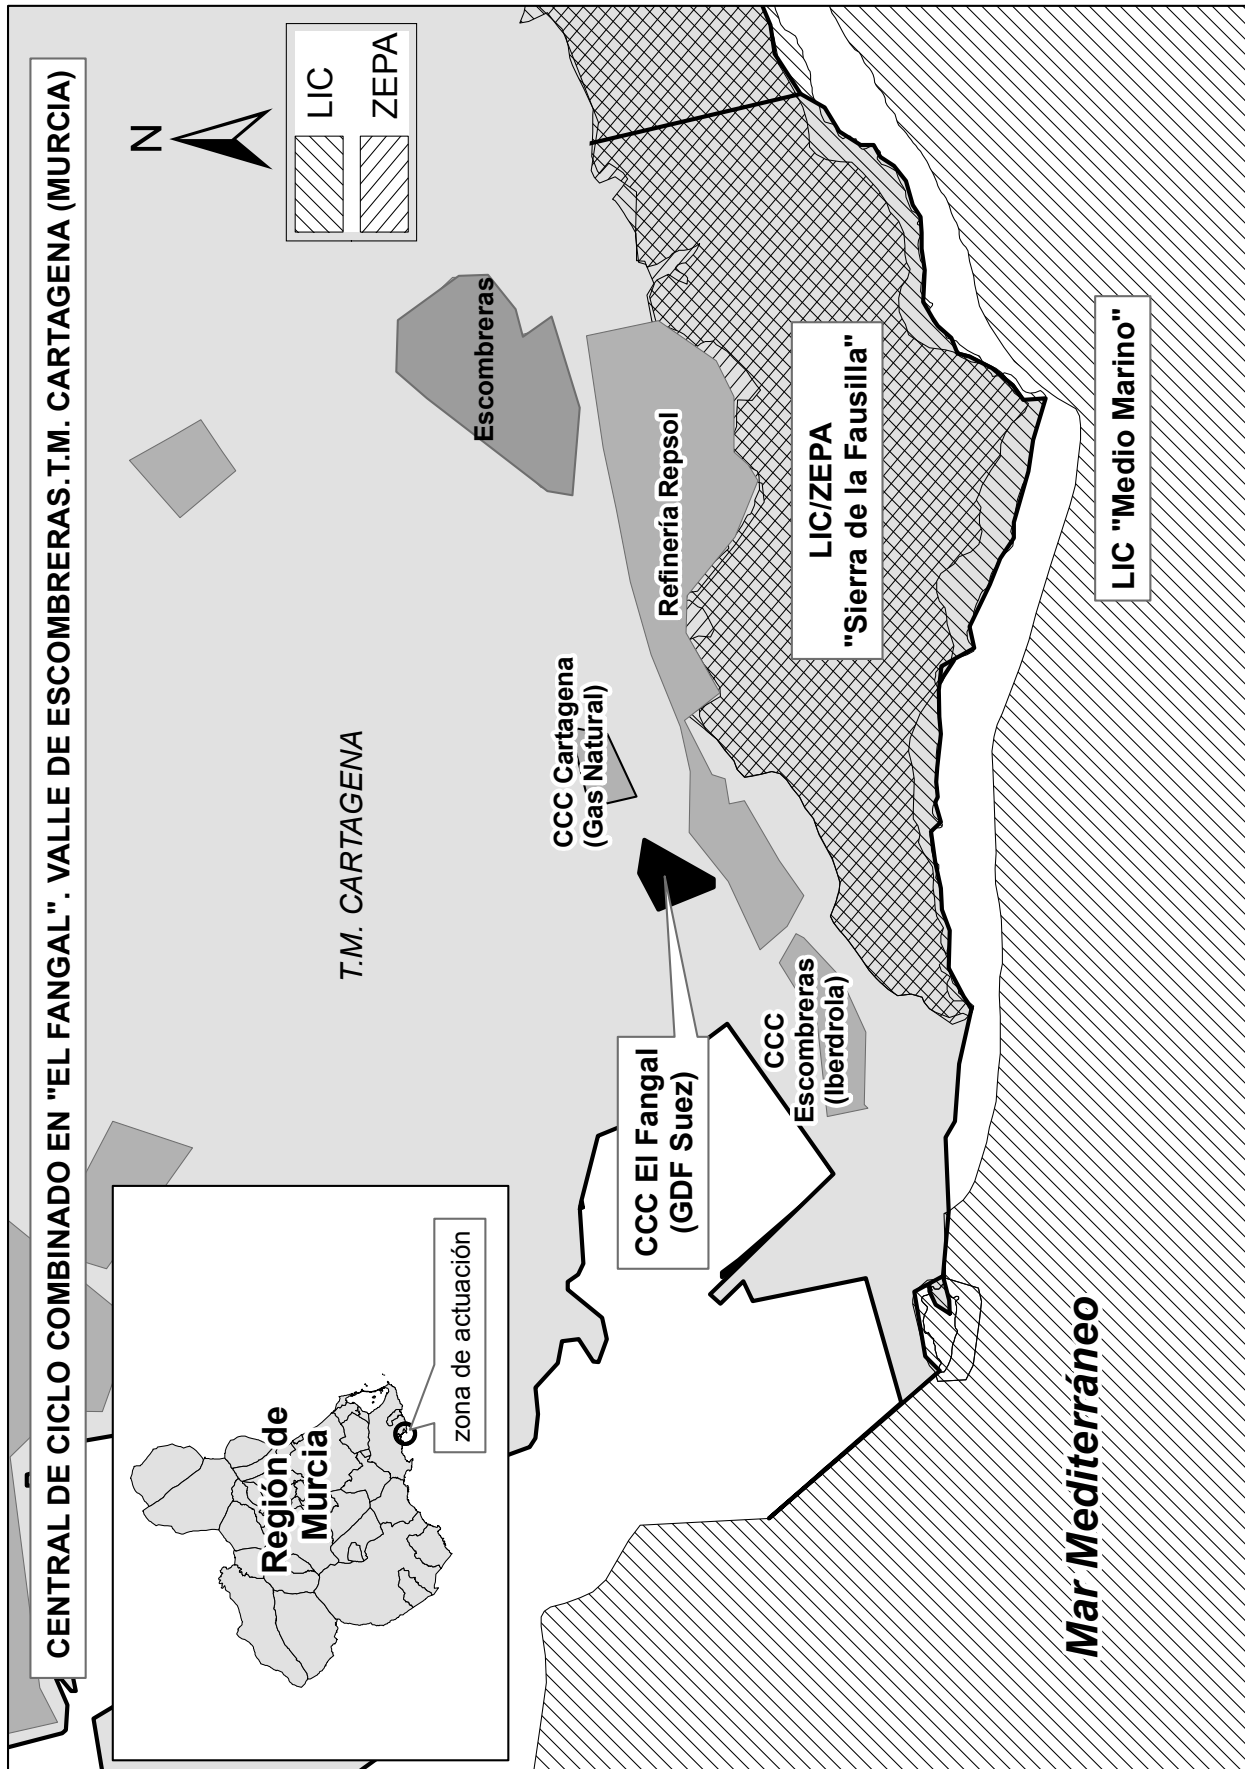 CENTRAL DE CICLO COMBINADO EN "EL FANGAL". VALLE DE ESCOMBRERAS.T.M. CARTAGENA (MURCIA)
N
LIC
ZEPA
Región de
Murcia
zona de actuación
T.M. CARTAGENA
Escombreras
CCC Cartagena
(Gas Natural)
Refinería Repsol
CCC El Fangal
(GDF Suez)
CCC
Escombreras
(Iberdrola)
LIC/ZEPA
"Sierra de la Fausilla"
Mar Mediterráneo
LIC "Medio Marino"